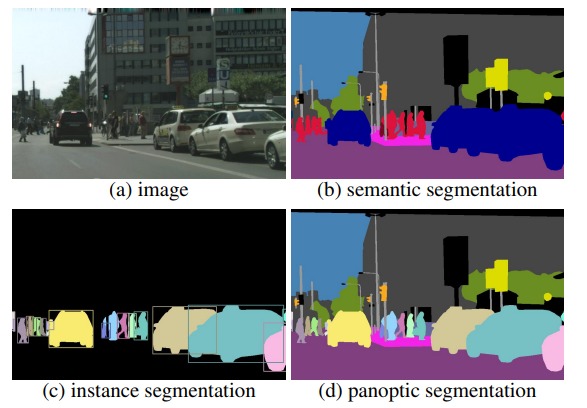 (a) image
(b) semantic segmentation
(c) instance segmentation
(d) panoptic segmentation